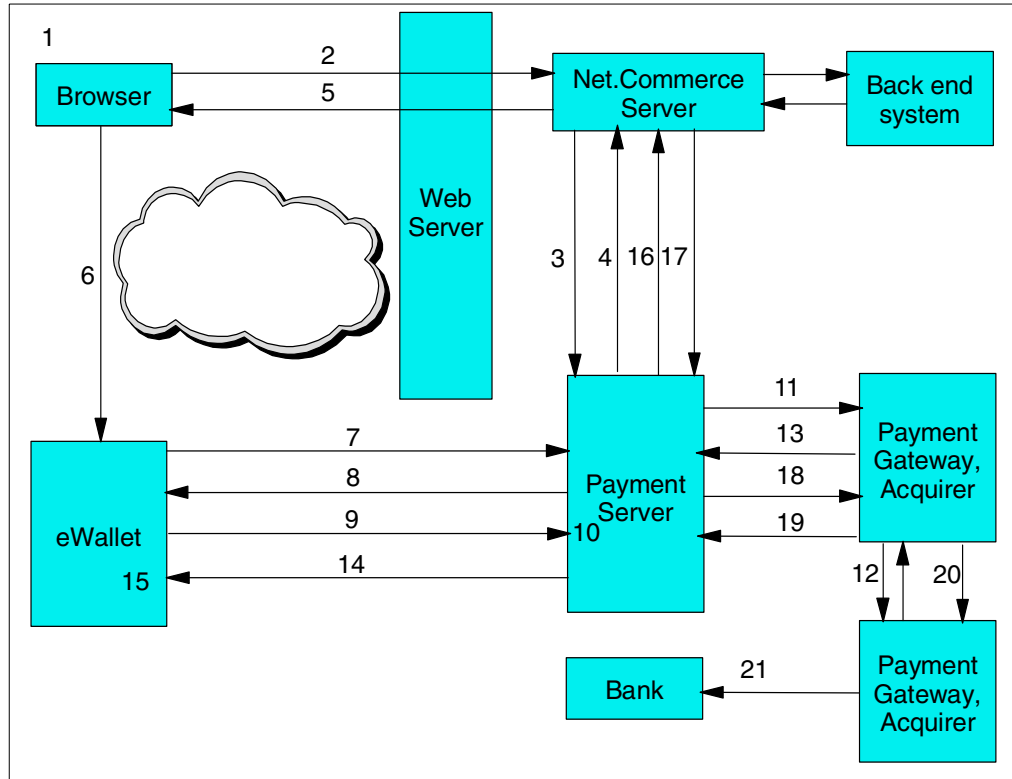 1
2
Browser
5
Net.Commerce
Server
Back end
system
Web
Server
6
3
4
16
17
7
8
9
14
eWallet
15
Payment
Server
10
11
13
18
19
Payment
Gateway,
Acquirer
12
20
Payment
Gateway,
Acquirer
21
Bank